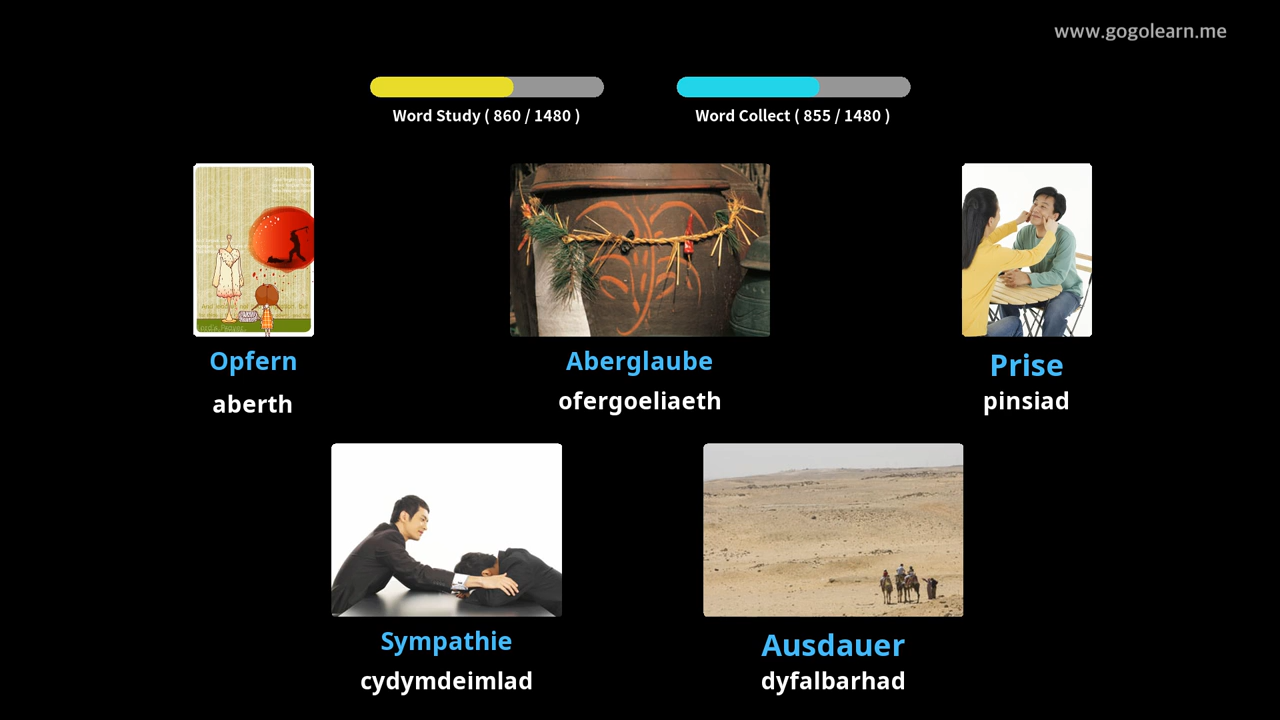 www.gogolearn.me
Word Study ( 860 / 1480 )
Word Collect ( 855 / 1480 )
Opfern
aberth
Aberglaube
ofergoeliaeth
Prise
pinsiad
Sympathie
cydymdeimlad
Ausdauer
dyfalbarhad